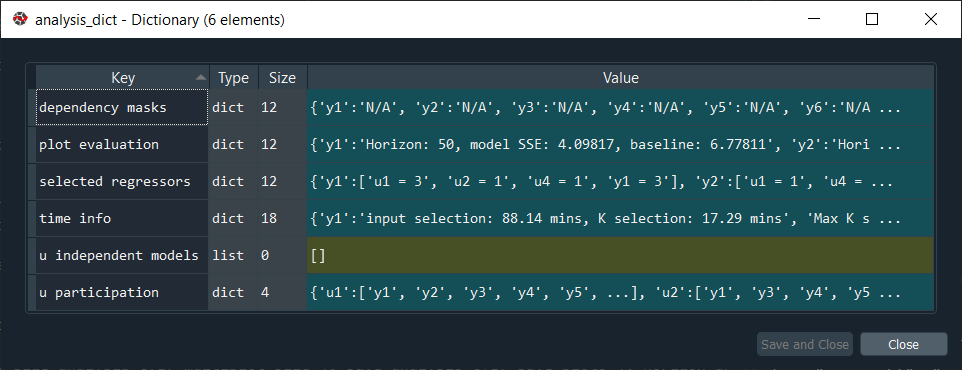 analysis_dict - Dictionary (6 elements)
Key Type Size Value
dependency masks dict 12 {'y1':'N/A', 'y2':'N/A', 'y3':'N/A', 'y4':'N/A', 'y5':'N/A', 'y6':'N/A ...
plot evaluation dict 12 {'y1':'Horizon: 50, model SSE: 4.09817, baseline: 6.77811', 'y2':'Hori ...
selected regressors dict 12 {'y1':['u1 = 3', 'u2 = 1', 'u4 = 1', 'y1 = 3'], 'y2':['u1 = 1', 'u4 = ...
time info dict 18 {'y1':'input selection: 88.14 mins, K selection: 17.29 mins', 'Max K s ...
u independent models list 0 []
u participation dict 4 {'u1':['y1', 'y2', 'y3', 'y4', 'y5', ...], 'u2':['y1', 'y3', 'y4', 'y5 ...
Save and Close Close